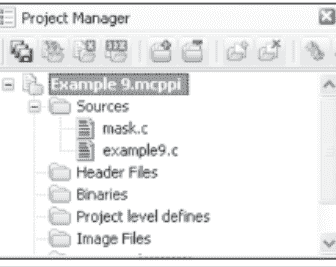 Project Manager
Example 9.mcppi
Sources
mask.c
example9.c
Header Files
Binaries
Project level defines
Image Files